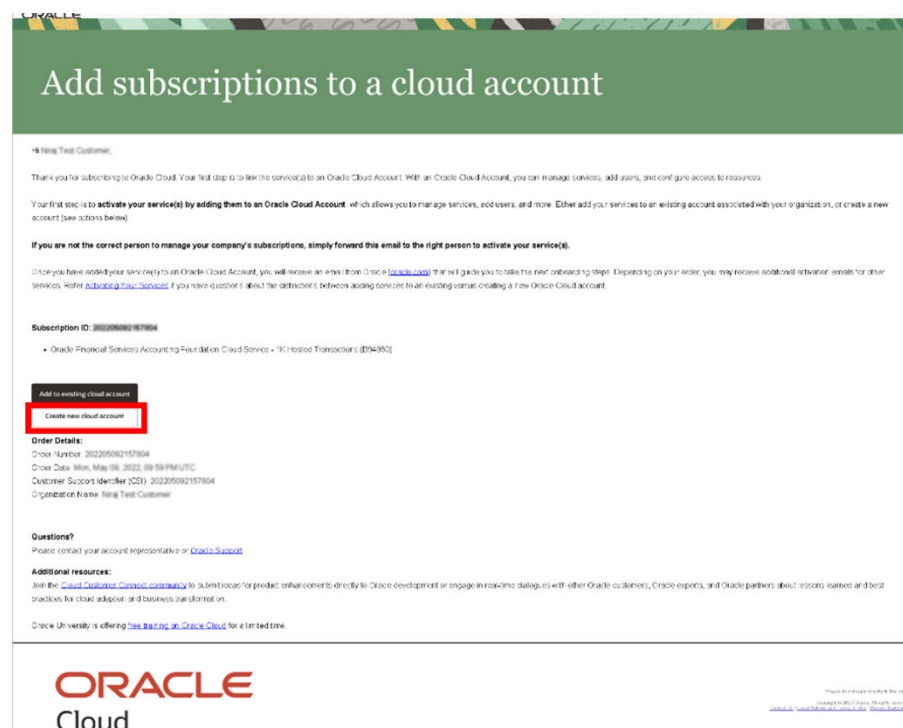 ORACLE
Add subscriptions to a cloud account
Hi Niraj Test Customer,
Thank you for subscribing to Oracle Cloud. Your first step is to link the service(s) to an Oracle Cloud Account. With an Oracle Cloud Account, you can manage services, add users, and configure access to resources.
Your first step is to activate your service(s) by adding them to an Oracle Cloud Account, which allows you to manage services, add users, and more. Either add your services to an existing account associated with your organization, or create a new
account (see options below)
If you are not the correct person to manage your company's subscriptions, simply forward this email to the right person to activate your service(s).
Once you have added your service(s) to an Oracle Cloud Account, you will receive an email from Oracle (oracle.com) that will guide you to take the next onboarding steps. Depending on your order, you may receive additional activation emails for other
services. Refer Activating Your Services if you have questions about the distinctions between adding services to an existing versus creating a new Oracle Cloud account.
Subscription ID: 202205092157804
• Oracle Financial Services Accounting Foundation Cloud Service - 1K Hosted Transactions (B94950)
Add to existing cloud account
Create new cloud account
Order Details:
Order Number: 202205092157804
Order Date: Mon, May 09, 2022, 09:59 PM UTC
Customer Support Identifier (CSI): 202205092157804
Organization Name: Niraj Test Customer
Questions?
Please contact your account representative or Oracle Support
Additional resources:
Join the Cloud Customer Connect community to submit ideas for product enhancements directly to Oracle development or engage in real-time dialogues with other Oracle customers, Oracle experts, and Oracle partners about lessons learned and best
practices for cloud adoption and business transformation.
Oracle University is offering free training on Oracle Cloud for a limited time.
ORACLE
Cloud